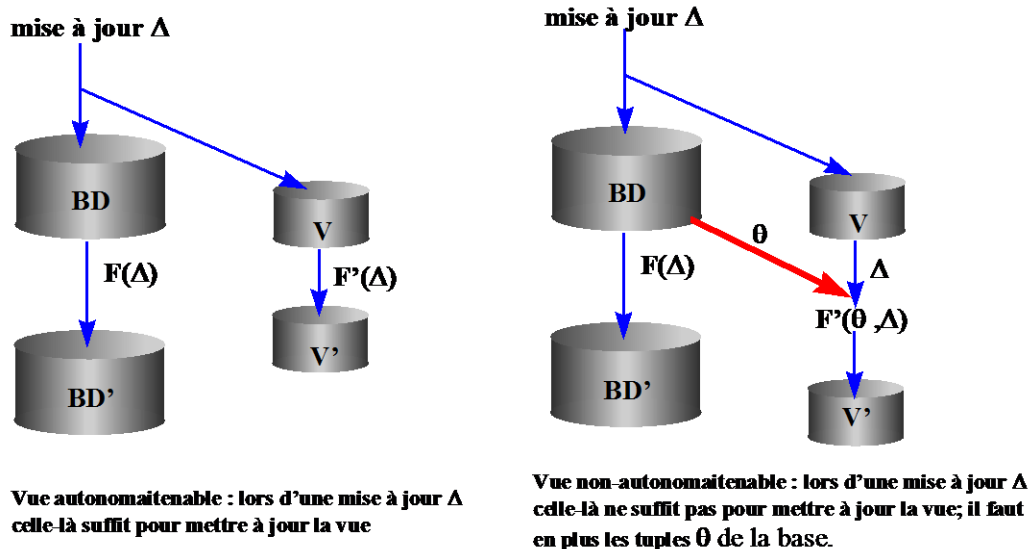 mise à jour Δ
BD
V
F(Δ)
F’(Δ)
BD’
V’
Vue autonomaitenable : lors d’une mise à jour Δ
celle-là suffit pour mettre à jour la vue
mise à jour Δ
BD
V
θ
F(Δ)
Δ
F’(θ ,Δ)
BD’
V’
Vue non-autonomaitenable : lors d’une mise à jour Δ
celle-là ne suffit pas pour mettre à jour la vue; il faut
en plus les tuples θ de la base.